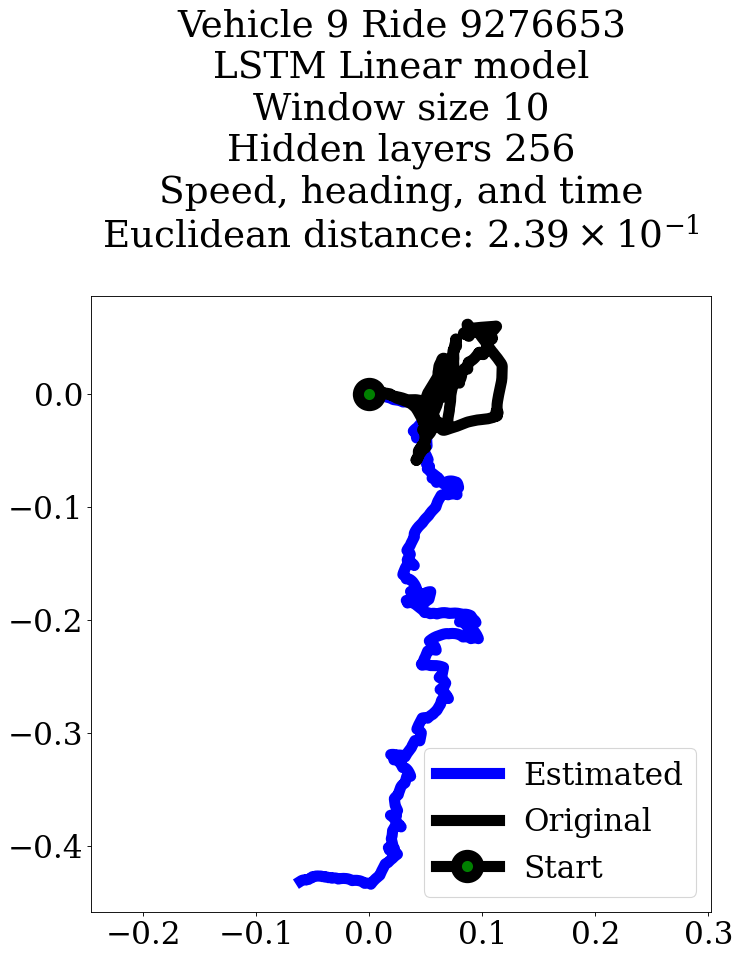 Vehicle 9 Ride 9276653
LSTM Linear model
Window size 10
Hidden layers 256
Speed, heading, and time
Euclidean distance: 2.39 × 10⁻¹
0.0
−0.1
−0.2
−0.3
−0.4
Estimated
Original
Start
−0.2 −0.1 0.0 0.1 0.2 0.3